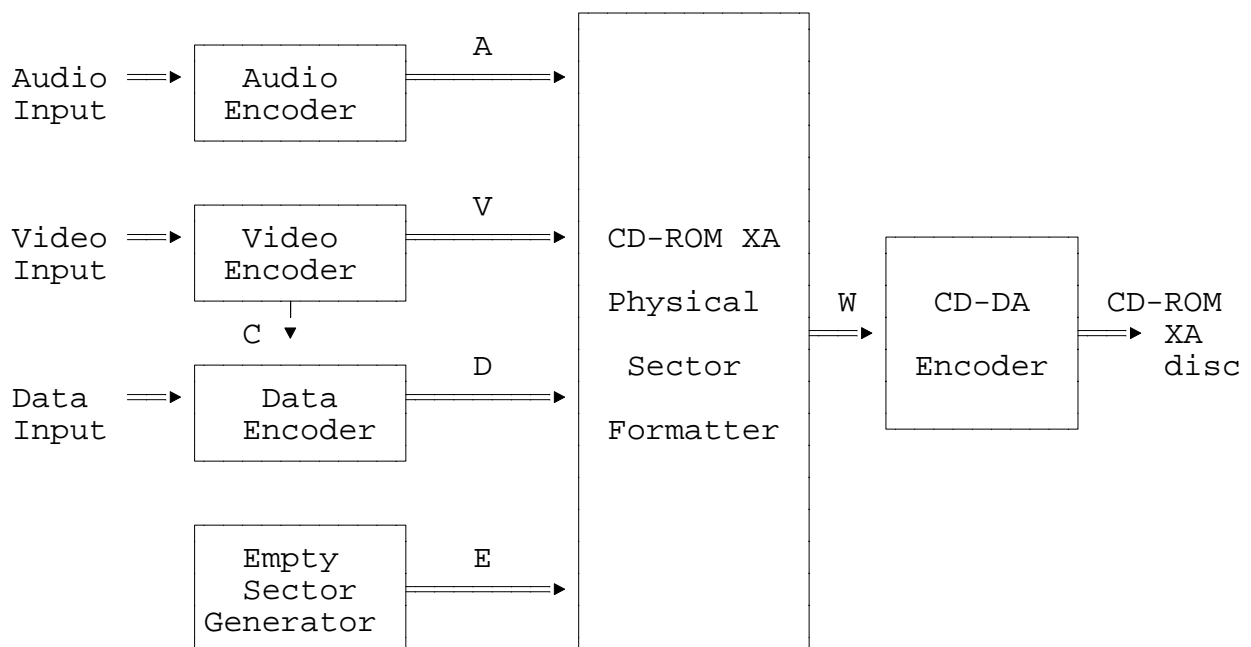 A
Audio
Input
Audio
Encoder
V
Video
Input
Video
Encoder
C
D
Data
Input
Data
Encoder
E
Empty
Sector
Generator
CD-ROM XA
Physical
Sector
Formatter
W
CD-DA
Encoder
CD-ROM
XA
disc